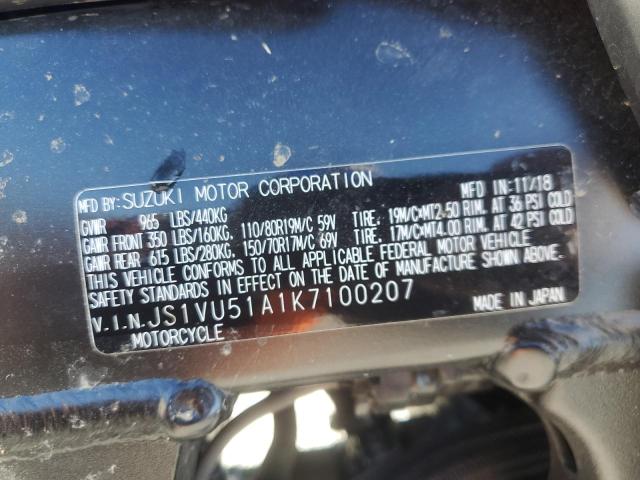 MFD BY:SUZUKI MOTOR CORPORATION MFD IN:11/18
GVWR 965 LBS/440KG
GAWR FRONT 350 LBS/160KG, 110/80R19M/C 59V TIRE, 19M/C×MT2.50 RIM, AT 36 PSI COLD
GAWR REAR 615 LBS/280KG, 150/70R17M/C 69V TIRE, 17M/C×MT4.00 RIM, AT 42 PSI COLD
THIS VEHICLE CONFORMS TO ALL APPLICABLE FEDERAL MOTOR VEHICLE
SAFETY STANDARDS IN EFFECT ON THE DATE OF MANUFACTURE SHOWN ABOVE.
V.I.N.JS1VU51A1K7100207 MADE IN JAPAN
MOTORCYCLE